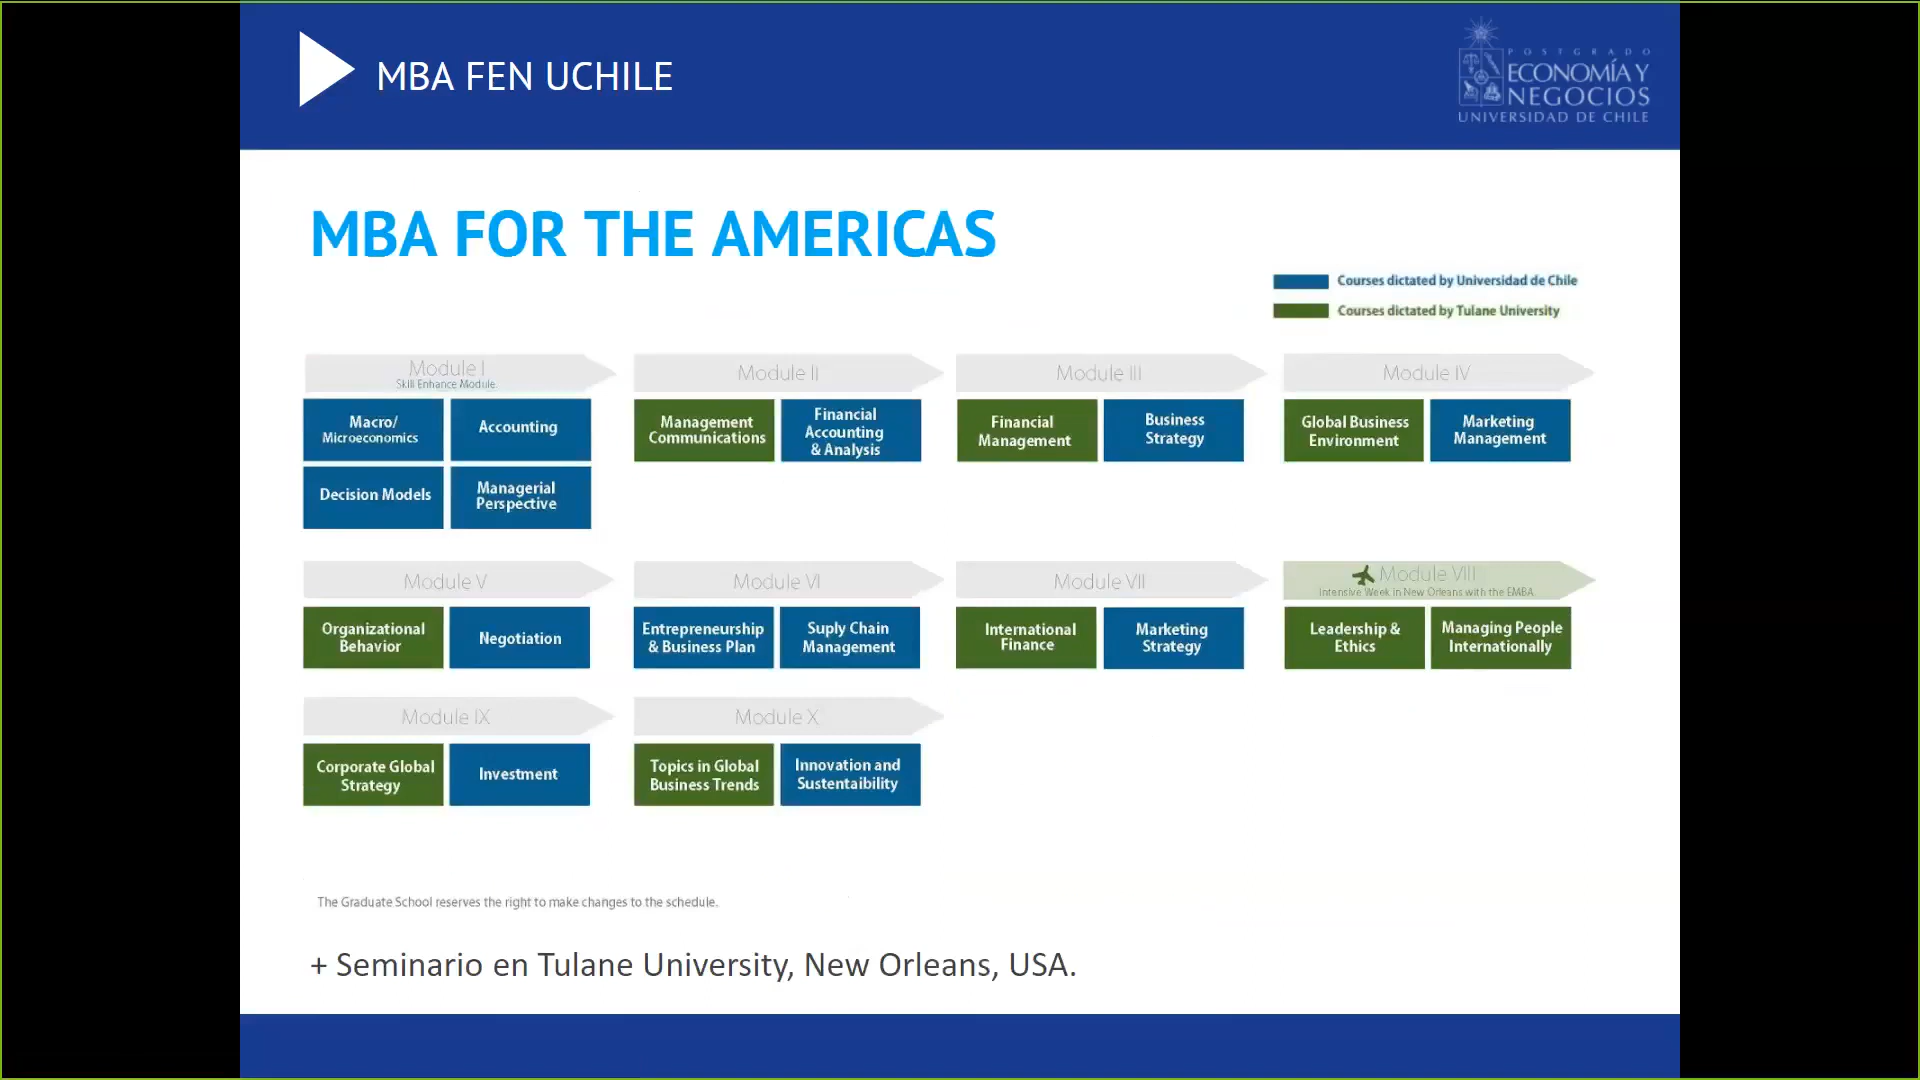 MBA FEN UCHILE
POSTGRADO
ECONOMÍA Y
NEGOCIOS
UNIVERSIDAD DE CHILE
MBA FOR THE AMERICAS
Courses dictated by Universidad de Chile
Courses dictated by Tulane University
Module I
Skill Enhance Module.
Macro/
Microeconomics
Accounting
Decision Models
Managerial
Perspective
Module II
Management
Communications
Financial
Accounting
& Analysis
Module III
Financial
Management
Business
Strategy
Module IV
Global Business
Environment
Marketing
Management
Module V
Organizational
Behavior
Negotiation
Module VI
Entrepreneurship
& Business Plan
Suply Chain
Management
Module VII
International
Finance
Marketing
Strategy
Module VIII
Intensive Week in New Orleans with the EMBA.
Leadership &
Ethics
Managing People
Internationally
Module IX
Corporate Global
Strategy
Investment
Module X
Topics in Global
Business Trends
Innovation and
Sustentaibility
The Graduate School reserves the right to make changes to the schedule.
+ Seminario en Tulane University, New Orleans, USA.